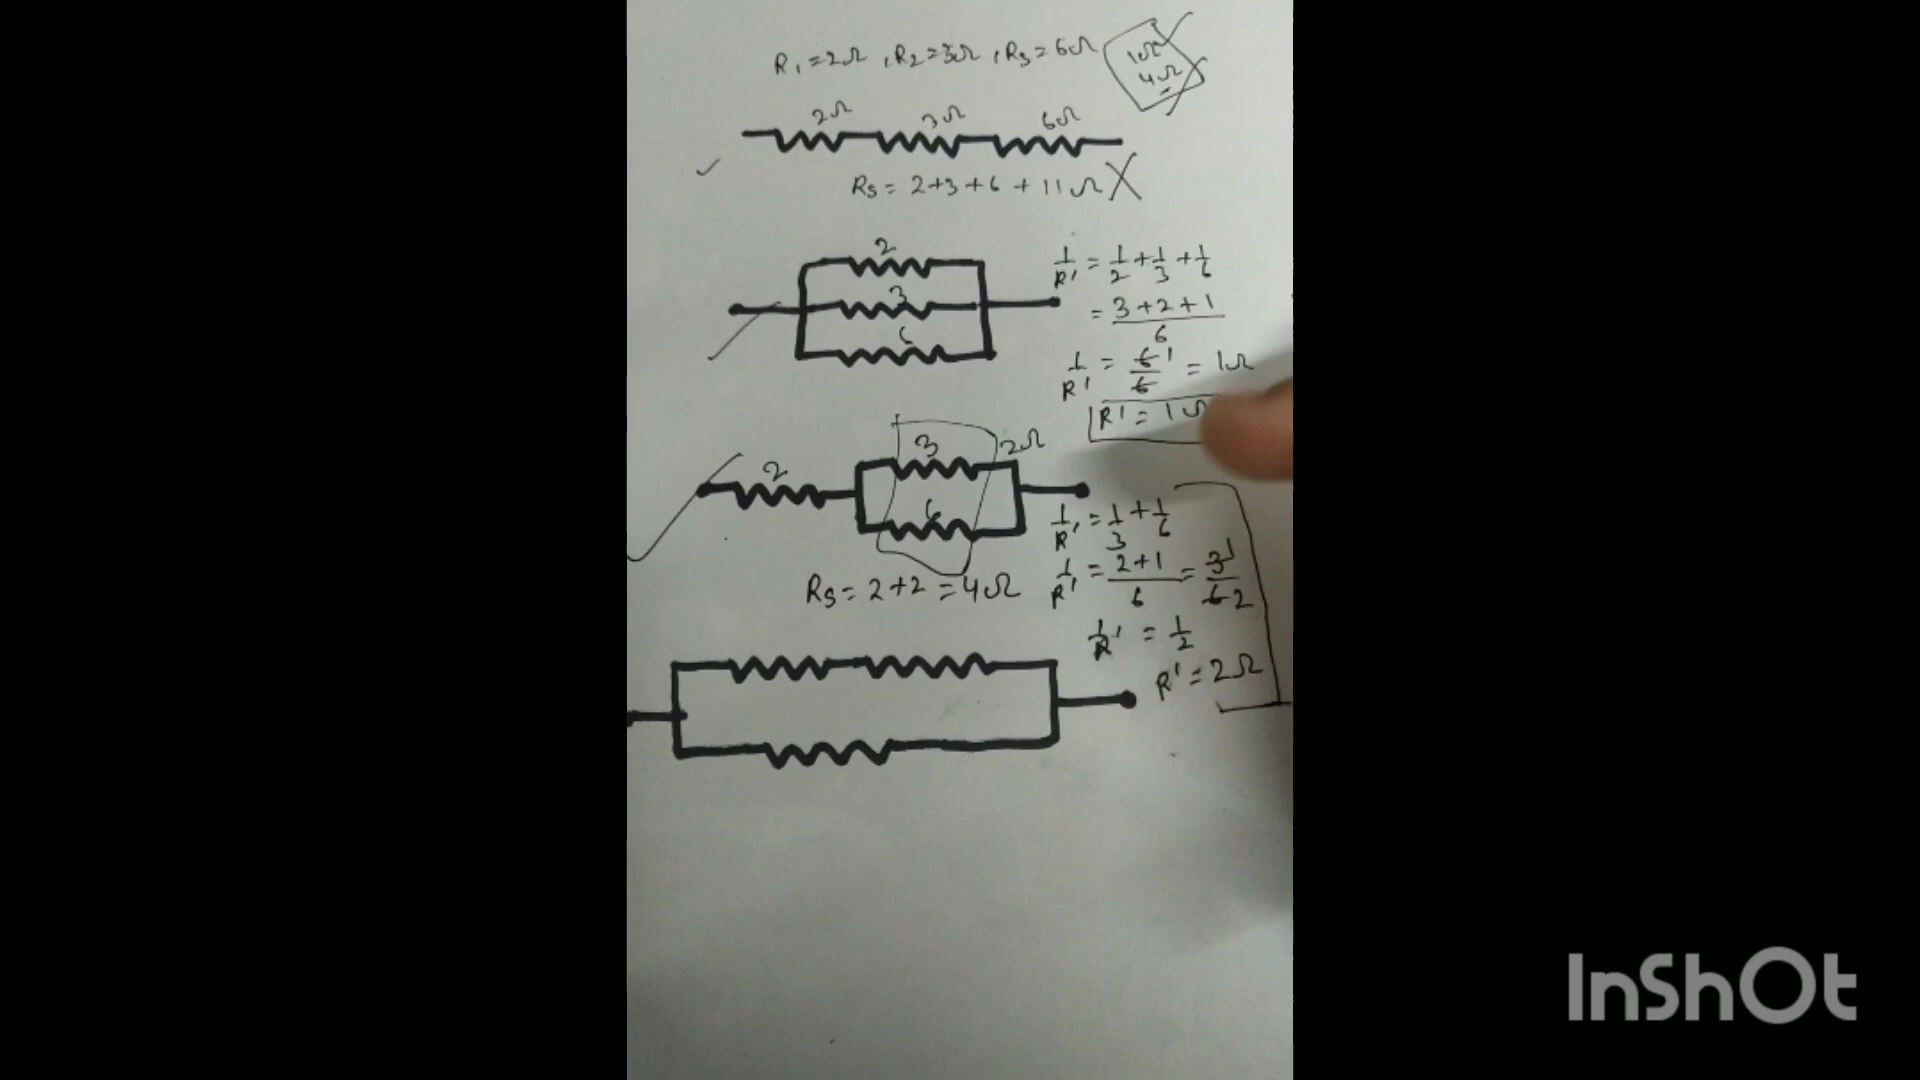 R₁=2Ω , R₂=3Ω , R₃=6Ω
1Ω
4Ω
2Ω 3Ω 6Ω
Rs = 2+3+6 + 11Ω X
2
3
6
1/R' = 1/2 + 1/3 + 1/6
= 3+2+1 / 6
1/R' = 6/6 1 = 1Ω
R' = 1Ω
2
3
2Ω
6
1/R' = 1/3 + 1/6
1/R' = 2+1 / 6 = 3 1 / 6 2
Rs = 2+2 = 4Ω
1/R' = 1/2
R' = 2Ω
InShOt